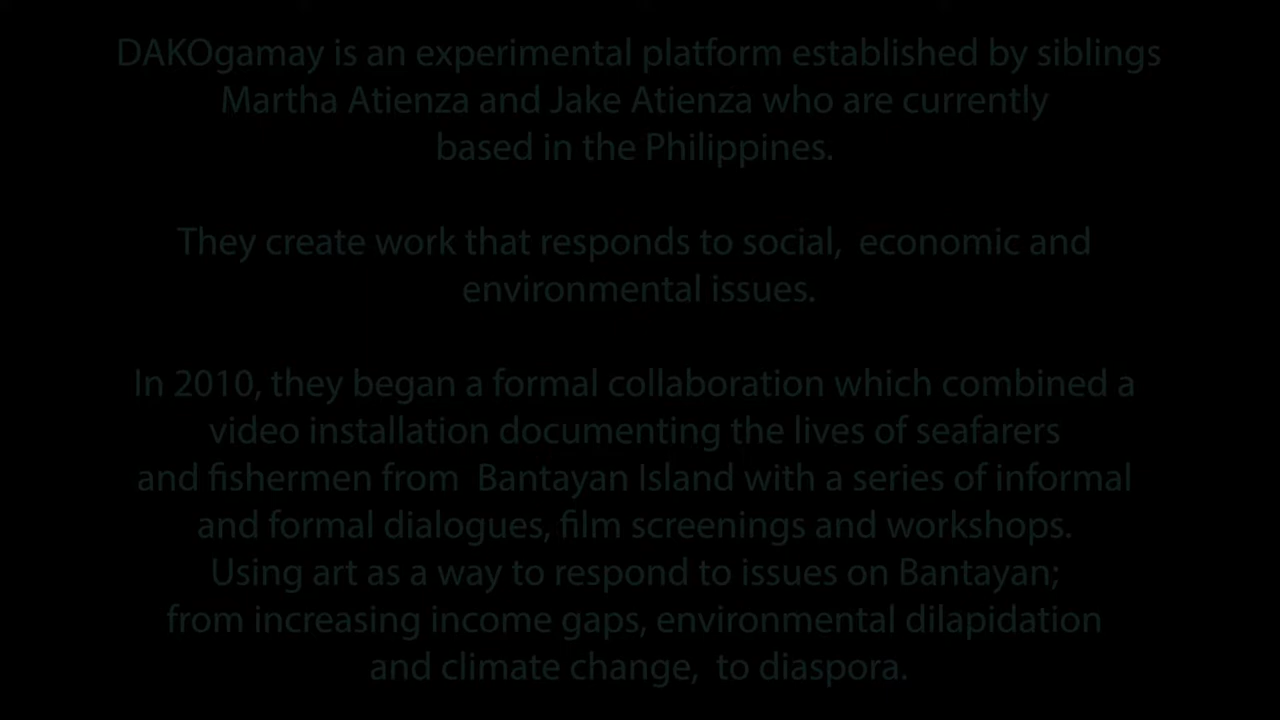 DAKOgamay is an experimental platform established by siblings
Martha Atienza and Jake Atienza who are currently
based in the Philippines.
They create work that responds to social,  economic and
environmental issues.
In 2010, they began a formal collaboration which combined a
video installation documenting the lives of seafarers
and fishermen from  Bantayan Island with a series of informal
and formal dialogues, film screenings and workshops.
Using art as a way to respond to issues on Bantayan;
from increasing income gaps, environmental dilapidation
and climate change,  to diaspora.